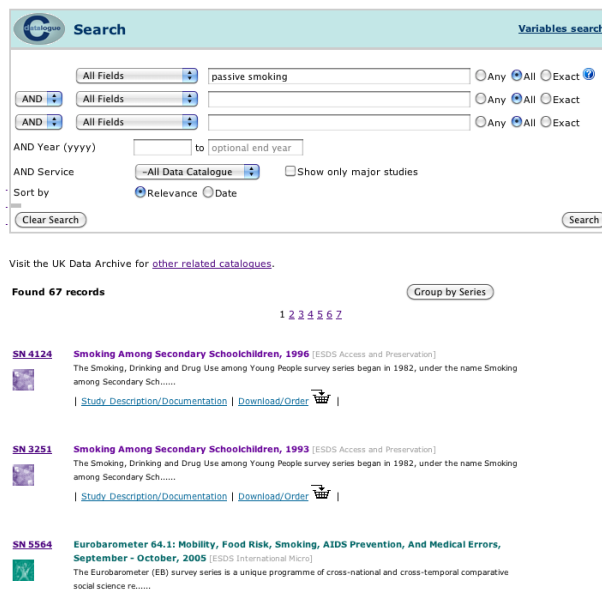 Catalogue Search Variables search
All Fields passive smoking Any All Exact ?
AND All Fields Any All Exact
AND All Fields Any All Exact
AND Year (yyyy) to optional end year
AND Service -All Data Catalogue Show only major studies
Sort by Relevance Date
Clear Search Search
Visit the UK Data Archive for other related catalogues.
Found 67 records Group by Series
1 2 3 4 5 6 7
SN 4124 Smoking Among Secondary Schoolchildren, 1996 [ESDS Access and Preservation]
The Smoking, Drinking and Drug Use among Young People survey series began in 1982, under the name Smoking
among Secondary Sch......
| Study Description/Documentation | Download/Order |
SN 3251 Smoking Among Secondary Schoolchildren, 1993 [ESDS Access and Preservation]
The Smoking, Drinking and Drug Use among Young People survey series began in 1982, under the name Smoking
among Secondary Sch......
| Study Description/Documentation | Download/Order |
SN 5564 Eurobarometer 64.1: Mobility, Food Risk, Smoking, AIDS Prevention, And Medical Errors,
September - October, 2005 [ESDS International Micro]
The Eurobarometer (EB) survey series is a unique programme of cross-national and cross-temporal comparative
social science re......